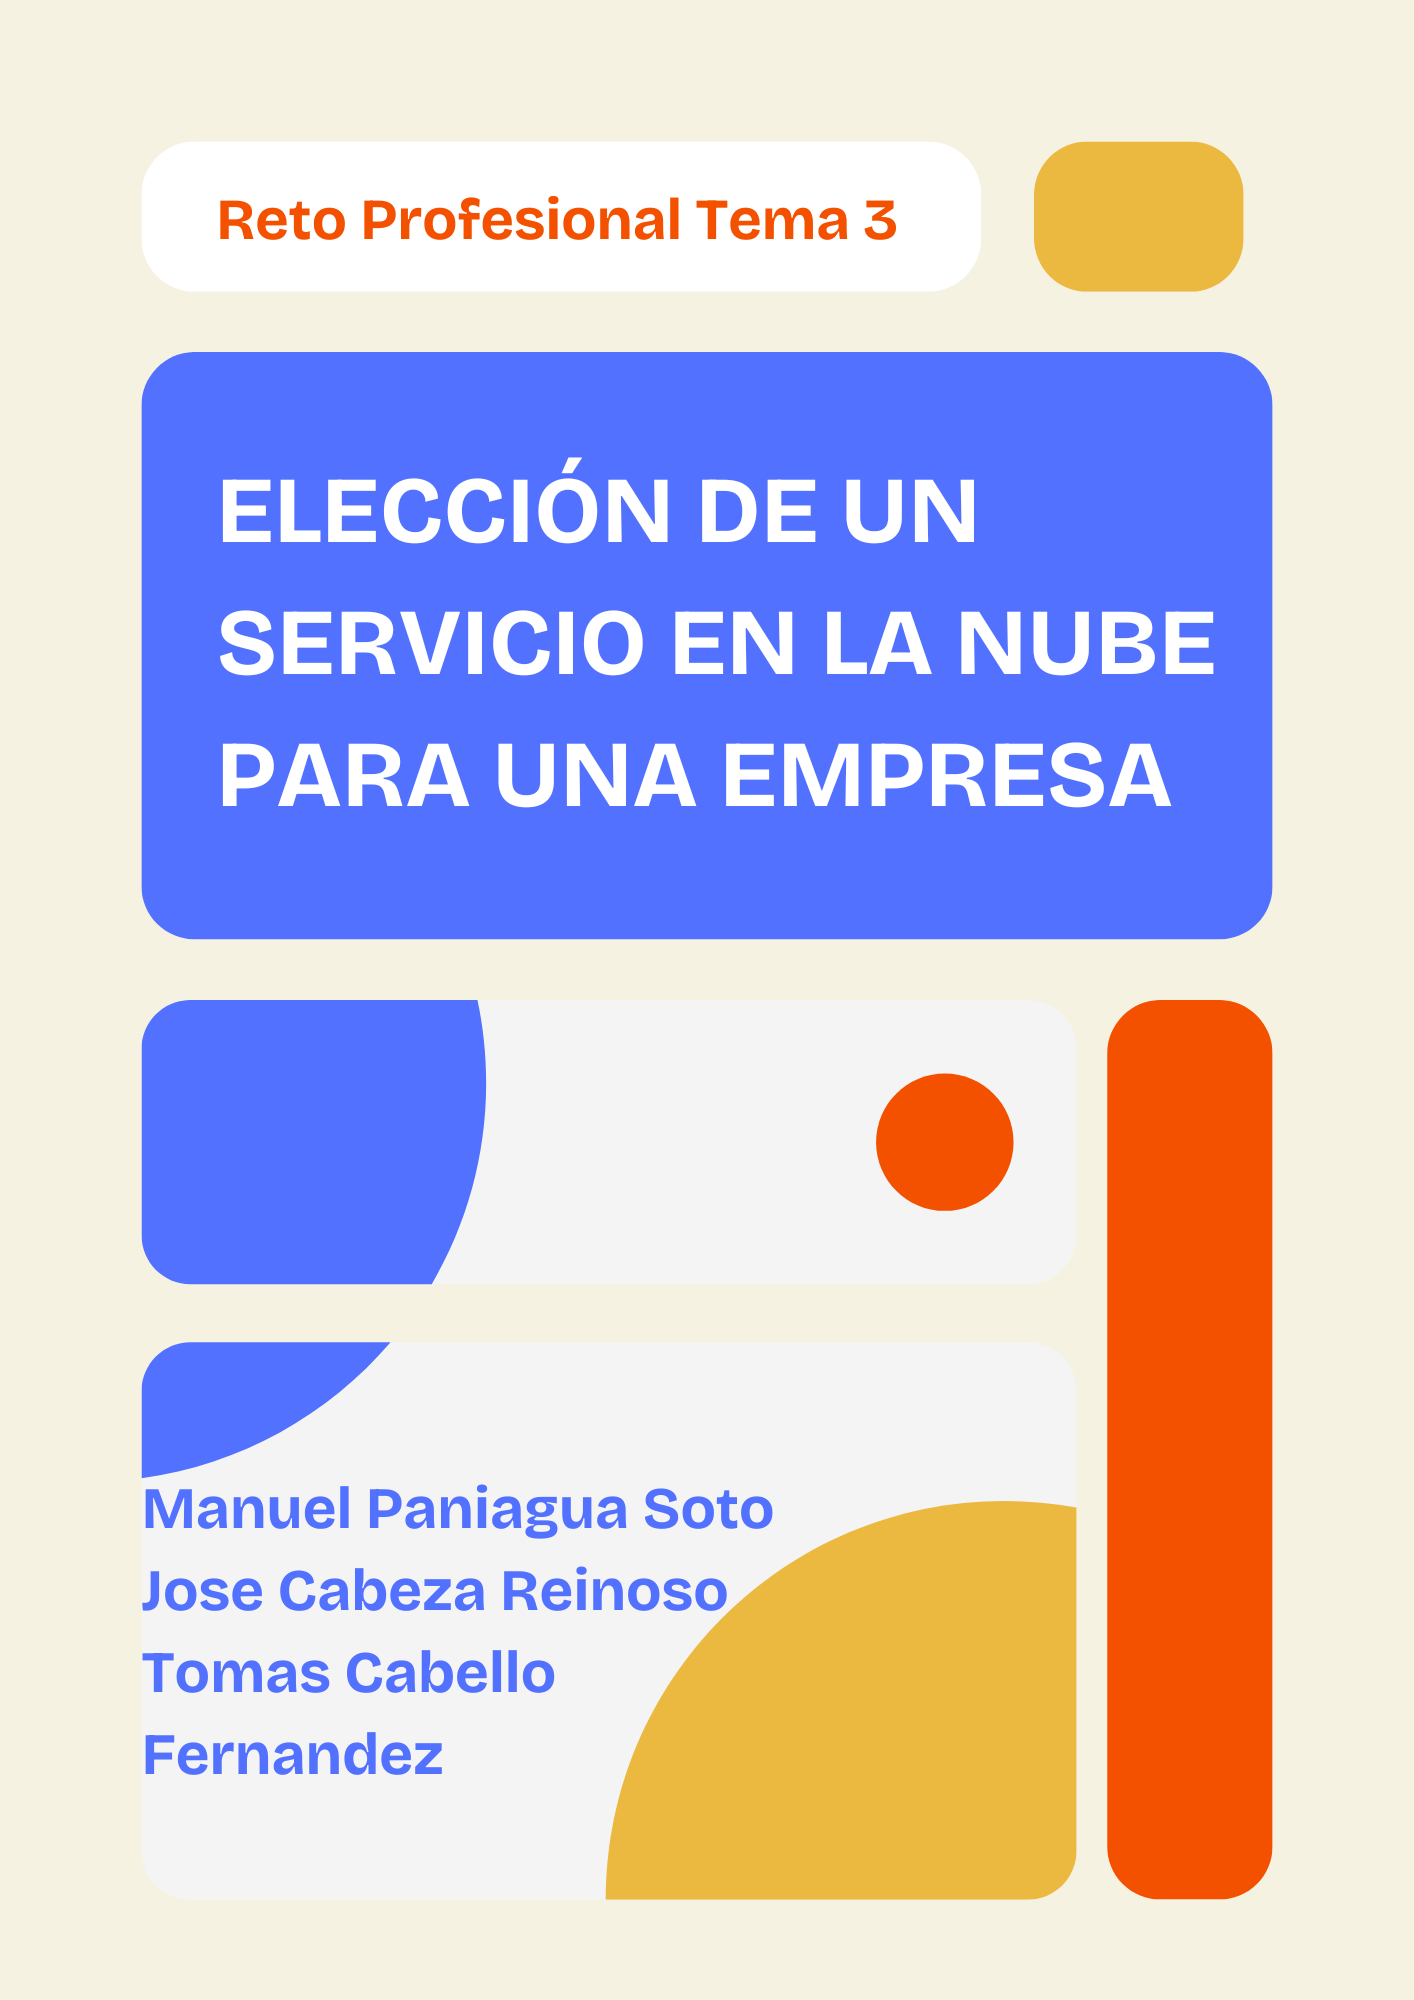 Reto Profesional Tema 3
ELECCIÓN DE UN
SERVICIO EN LA NUBE
PARA UNA EMPRESA
Manuel Paniagua Soto
Jose Cabeza Reinoso
Tomas Cabello
Fernandez